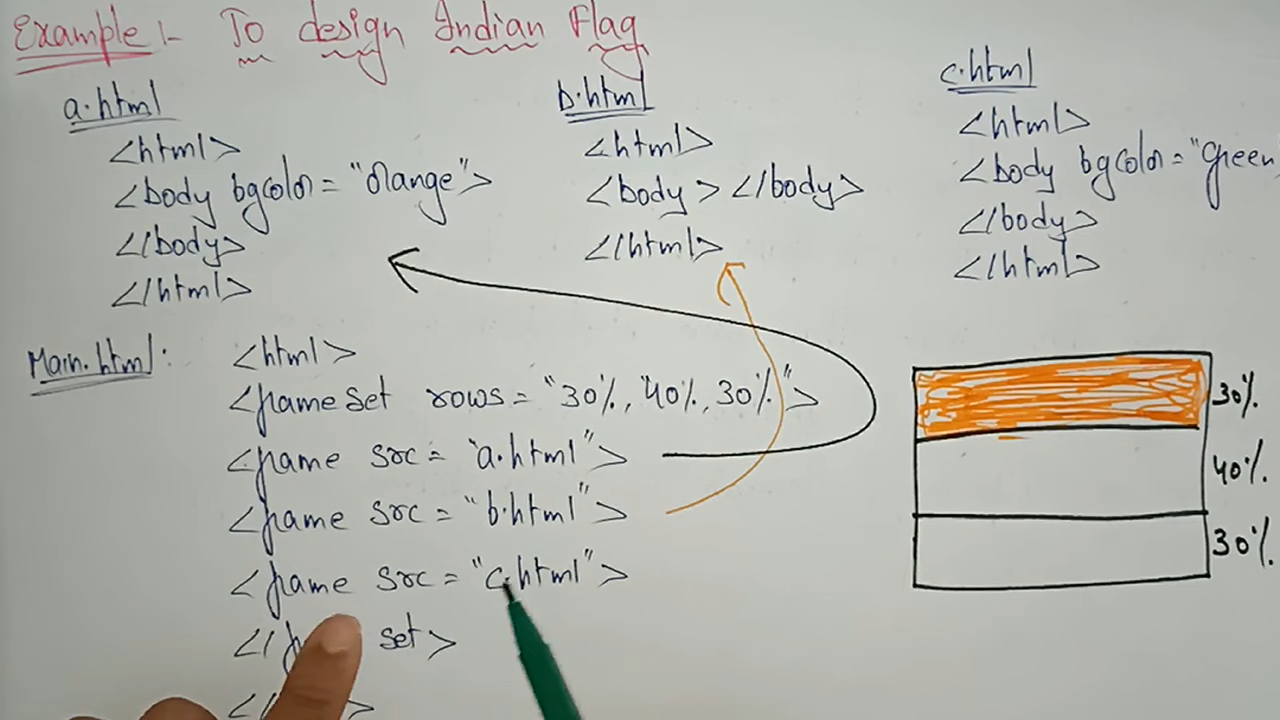 Example :- To design Indian Flag
a.html
<html>
<body bgcolor = "orange">
</body>
</html>
b.html
<html>
<body> </body>
</html>
c.html
<html>
<body bgcolor = "green
</body>
</html>
Main.html :
<html>
<frame set rows = "30%, 40%, 30%">
<frame src = "a.html">
<frame src = "b.html">
<frame src = "c.html">
set>
30%
40%.
30%.